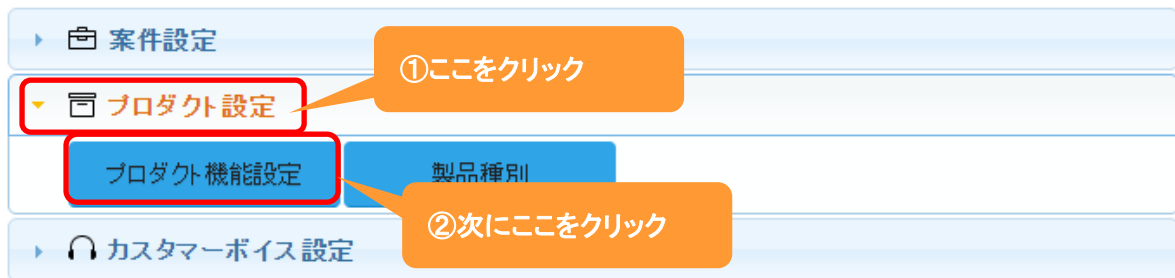 案件設定
①ここをクリック
プロダクト設定
プロダクト機能設定
製品種別
②次にここをクリック
カスタマーボイス設定